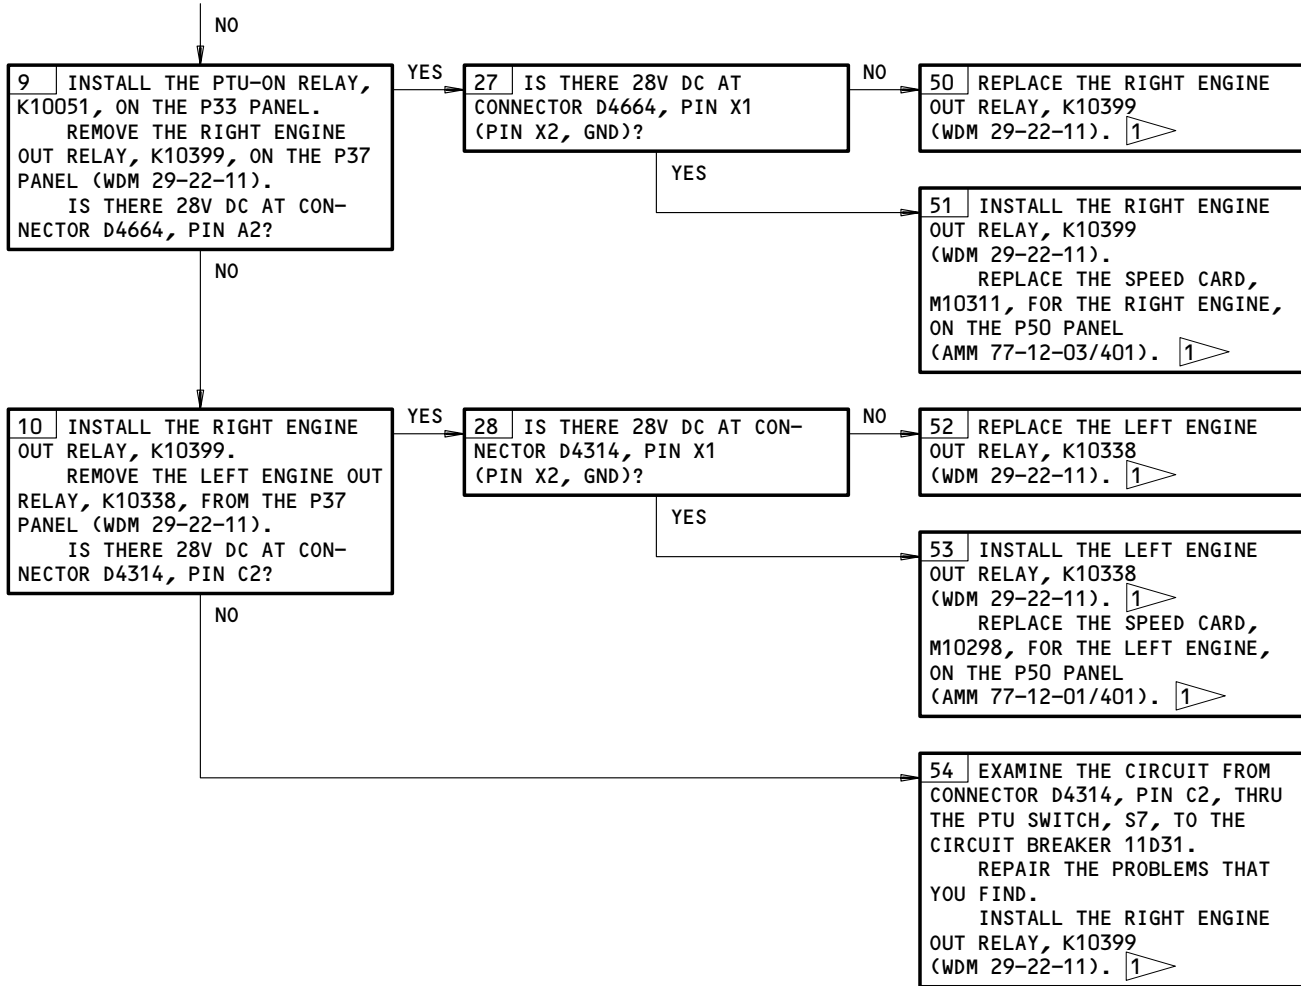 NO
9 INSTALL THE PTU-ON RELAY,
K10051, ON THE P33 PANEL.
REMOVE THE RIGHT ENGINE
OUT RELAY, K10399, ON THE P37
PANEL (WDM 29-22-11).
IS THERE 28V DC AT CON-
NECTOR D4664, PIN A2?
YES
27 IS THERE 28V DC AT
CONNECTOR D4664, PIN X1
(PIN X2, GND)?
NO
50 REPLACE THE RIGHT ENGINE
OUT RELAY, K10399
(WDM 29-22-11). 1
YES
51 INSTALL THE RIGHT ENGINE
OUT RELAY, K10399
(WDM 29-22-11).
REPLACE THE SPEED CARD,
M10311, FOR THE RIGHT ENGINE,
ON THE P50 PANEL
(AMM 77-12-03/401). 1
NO
10 INSTALL THE RIGHT ENGINE
OUT RELAY, K10399.
REMOVE THE LEFT ENGINE OUT
RELAY, K10338, FROM THE P37
PANEL (WDM 29-22-11).
IS THERE 28V DC AT CON-
NECTOR D4314, PIN C2?
YES
28 IS THERE 28V DC AT CON-
NECTOR D4314, PIN X1
(PIN X2, GND)?
NO
52 REPLACE THE LEFT ENGINE
OUT RELAY, K10338
(WDM 29-22-11). 1
YES
53 INSTALL THE LEFT ENGINE
OUT RELAY, K10338
(WDM 29-22-11). 1
REPLACE THE SPEED CARD,
M10298, FOR THE LEFT ENGINE,
ON THE P50 PANEL
(AMM 77-12-01/401). 1
NO
54 EXAMINE THE CIRCUIT FROM
CONNECTOR D4314, PIN C2, THRU
THE PTU SWITCH, S7, TO THE
CIRCUIT BREAKER 11D31.
REPAIR THE PROBLEMS THAT
YOU FIND.
INSTALL THE RIGHT ENGINE
OUT RELAY, K10399
(WDM 29-22-11). 1